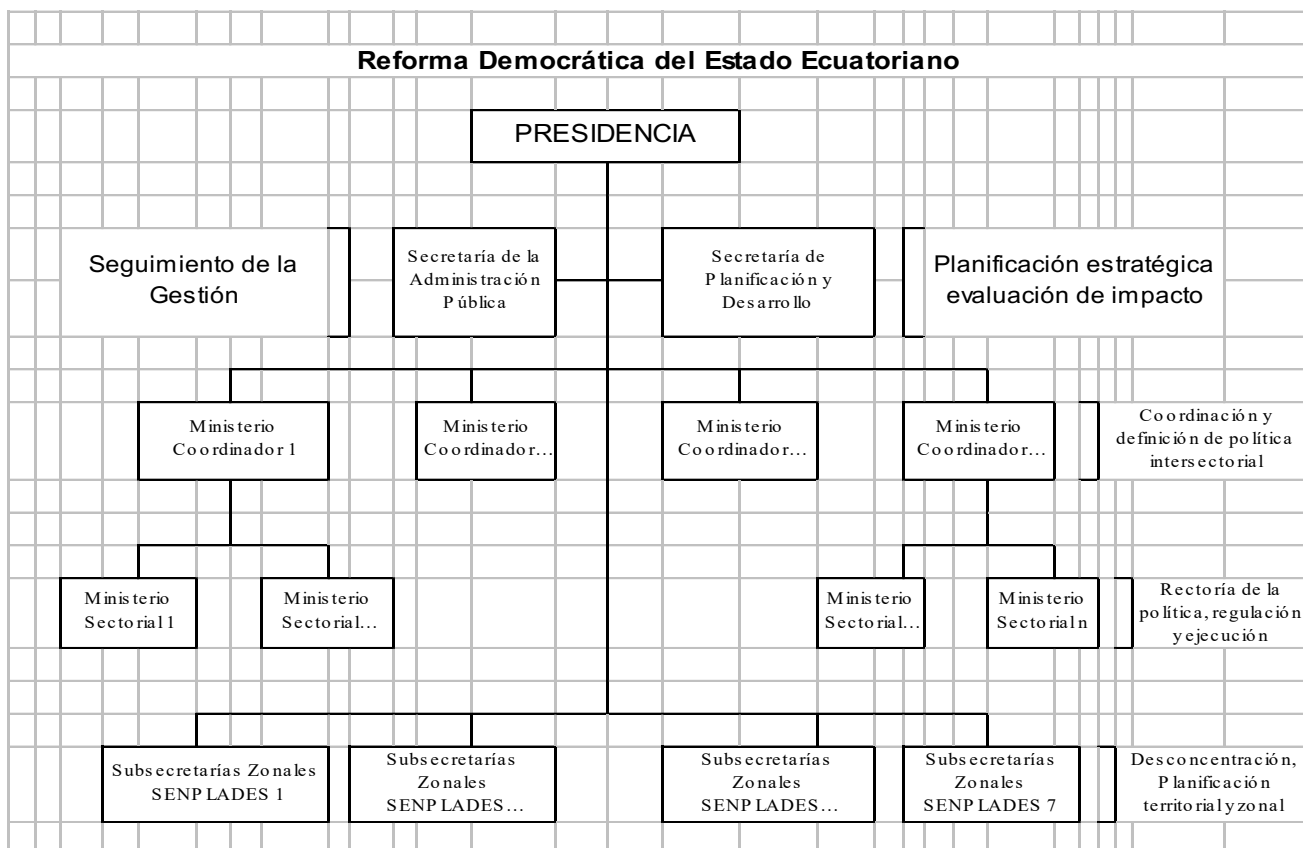 Reforma Democrática del Estado Ecuatoriano
PRESIDENCIA
Seguimiento de la
Gestión
Secretaría de la
Administración
Pública
Secretaría de
Planificación y
Desarrollo
Planificación estratégica
evaluación de impacto
Ministerio
Coordinador 1
Ministerio
Coordinador...
Ministerio
Coordinador...
Ministerio
Coordinador...
Coordinación y
definición de política
intersectorial
Ministerio
Sectorial 1
Ministerio
Sectorial...
Ministerio
Sectorial...
Ministerio
Sectorial n
Rectoría de la
política, regulación
y ejecución
Subsecretarías Zonales
SENPLADES 1
Subsecretarías
Zonales
SENPLADES...
Subsecretarías
Zonales
SENPLADES...
Subsecretarías
Zonales
SENPLADES 7
Desconcentración,
Planificación
territorial y zonal